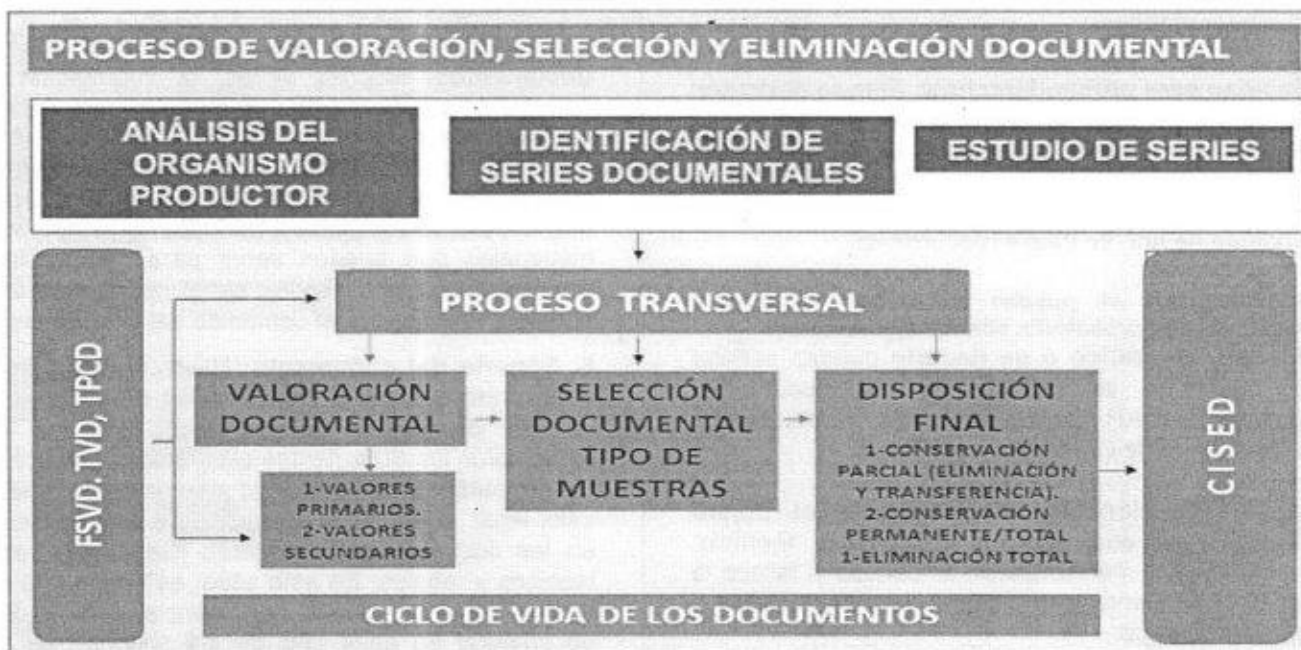 PROCESO DE VALORACIÓN, SELECCIÓN Y ELIMINACIÓN DOCUMENTAL
ANÁLISIS DEL
ORGANISMO
PRODUCTOR
IDENTIFICACIÓN DE
SERIES DOCUMENTALES
ESTUDIO DE SERIES
FSVD.TVD, TPCD
PROCESO TRANSVERSAL
VALORACIÓN
DOCUMENTAL
1-VALORES
PRIMARIOS.
2-VALORES
SECUNDARIOS
SELECCIÓN
DOCUMENTAL
TIPO DE
MUESTRAS
DISPOSICIÓN
FINAL
1-CONSERVACIÓN
PARCIAL (ELIMINACIÓN
Y TRANSFERENCIA).
2-CONSERVACIÓN
PERMANENTE/TOTAL
1-ELIMINACIÓN TOTAL
CISED
CICLO DE VIDA DE LOS DOCUMENTOS